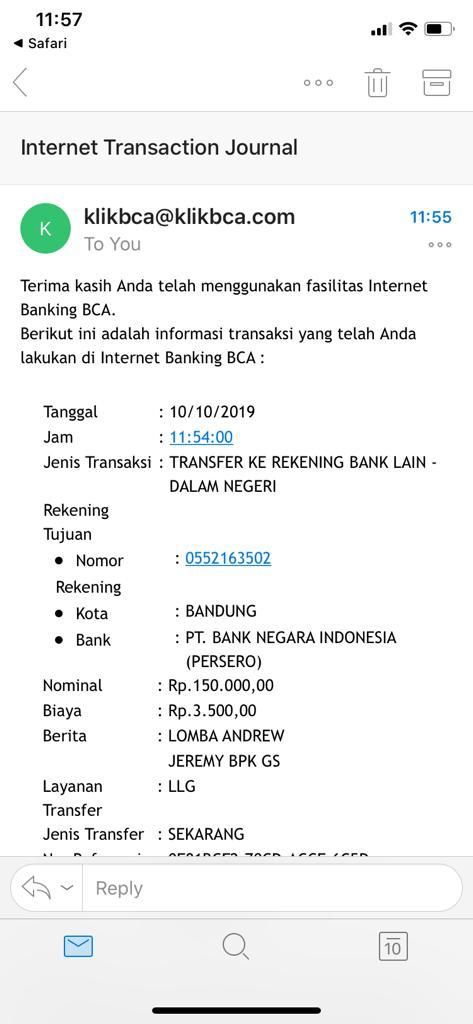 11:57
◄ Safari
Internet Transaction Journal
K
klikbca@klikbca.com
11:55
To You
Terima kasih Anda telah menggunakan fasilitas Internet
Banking BCA.
Berikut ini adalah informasi transaksi yang telah Anda
lakukan di Internet Banking BCA :
Tanggal : 10/10/2019
Jam : 11:54:00
Jenis Transaksi : TRANSFER KE REKENING BANK LAIN -
DALAM NEGERI
Rekening
Tujuan
• Nomor : 0552163502
Rekening
• Kota : BANDUNG
• Bank : PT. BANK NEGARA INDONESIA
(PERSERO)
Nominal : Rp.150.000,00
Biaya : Rp.3.500,00
Berita : LOMBA ANDREW
JEREMY BPK GS
Layanan : LLG
Transfer
Jenis Transfer : SEKARANG
Reply
10